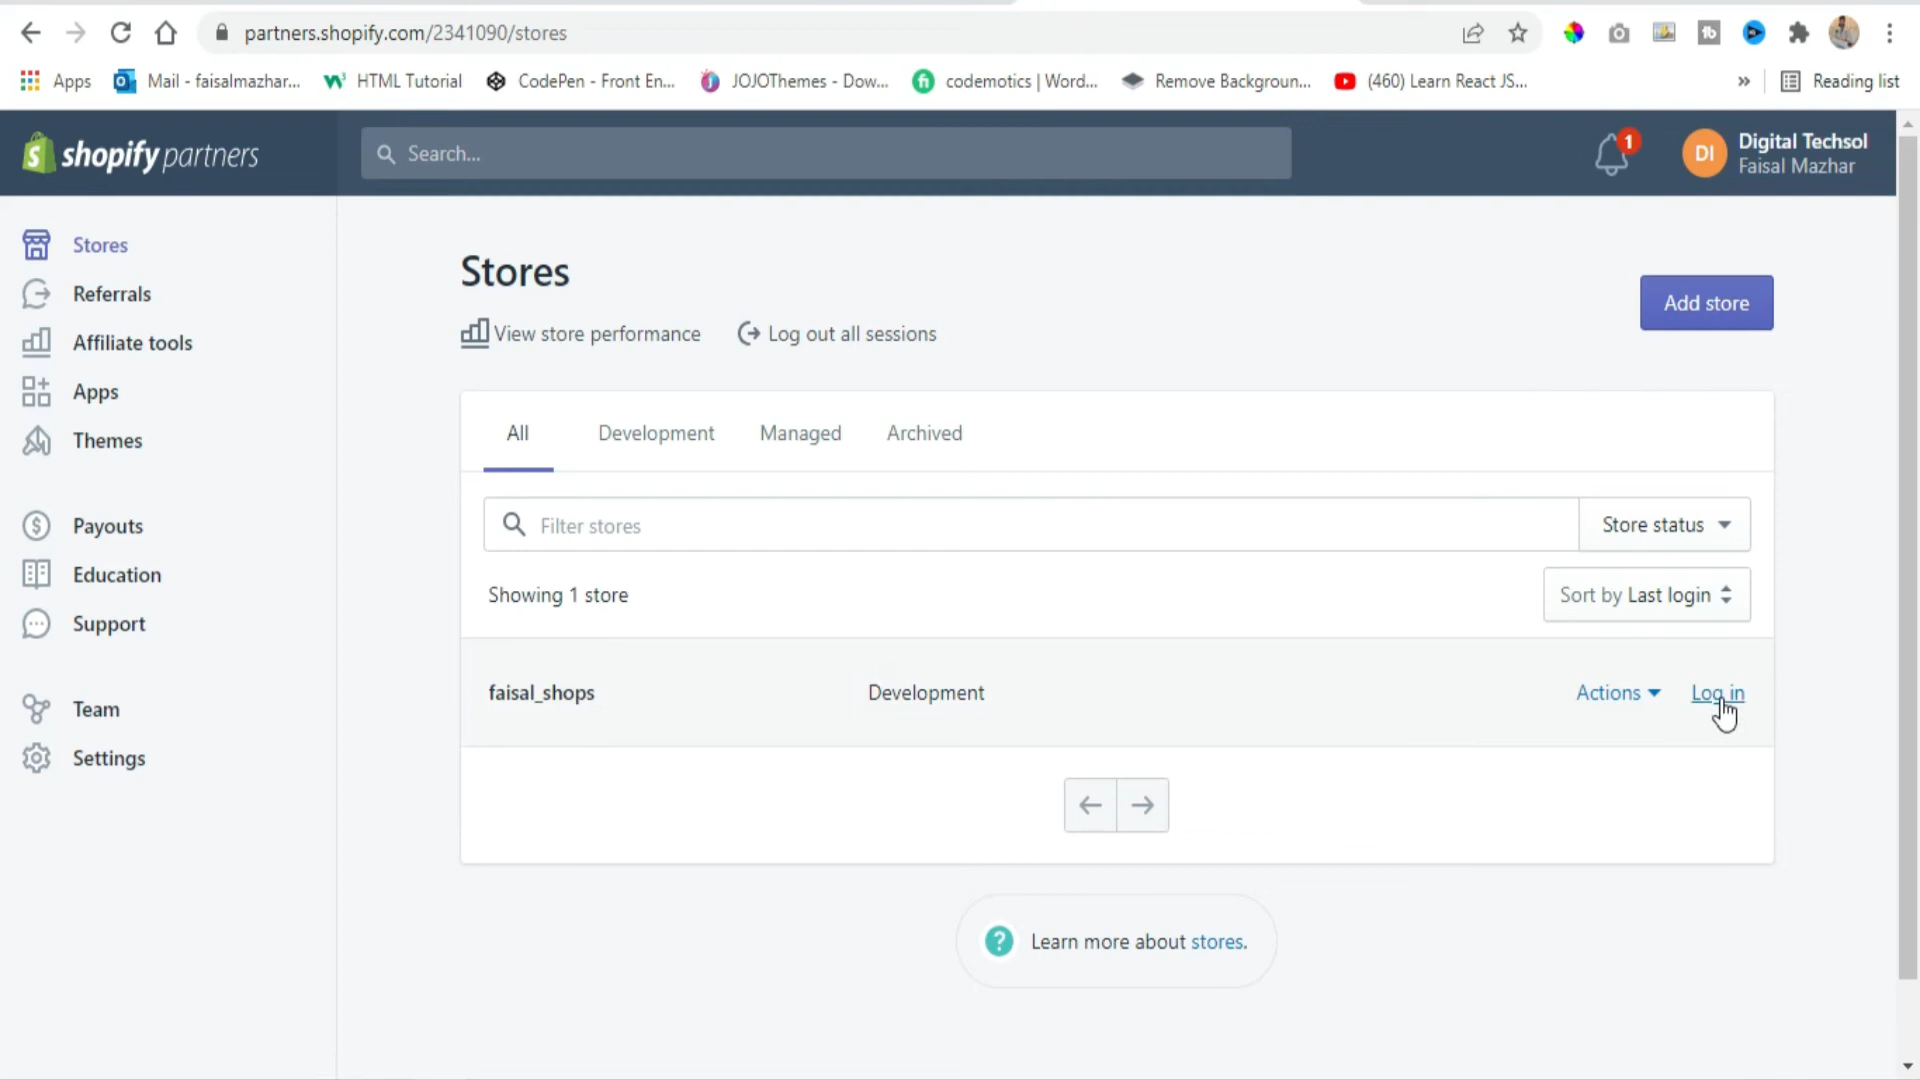 partners.shopify.com/2341090/stores
Apps
Mail - faisalmazhar...
HTML Tutorial
CodePen - Front En...
JOJOThemes - Dow...
codemotics | Word...
Remove Backgroun...
(460) Learn React JS...
»
Reading list
shopify partners
Search...
1
DI
Digital Techsol
Faisal Mazhar
Stores
Referrals
Affiliate tools
Apps
Themes
Payouts
Education
Support
Team
Settings
Stores
Add store
View store performance
Log out all sessions
All
Development
Managed
Archived
Filter stores
Store status
Showing 1 store
Sort by Last login
faisal_shops
Development
Actions
Log in
? Learn more about stores.